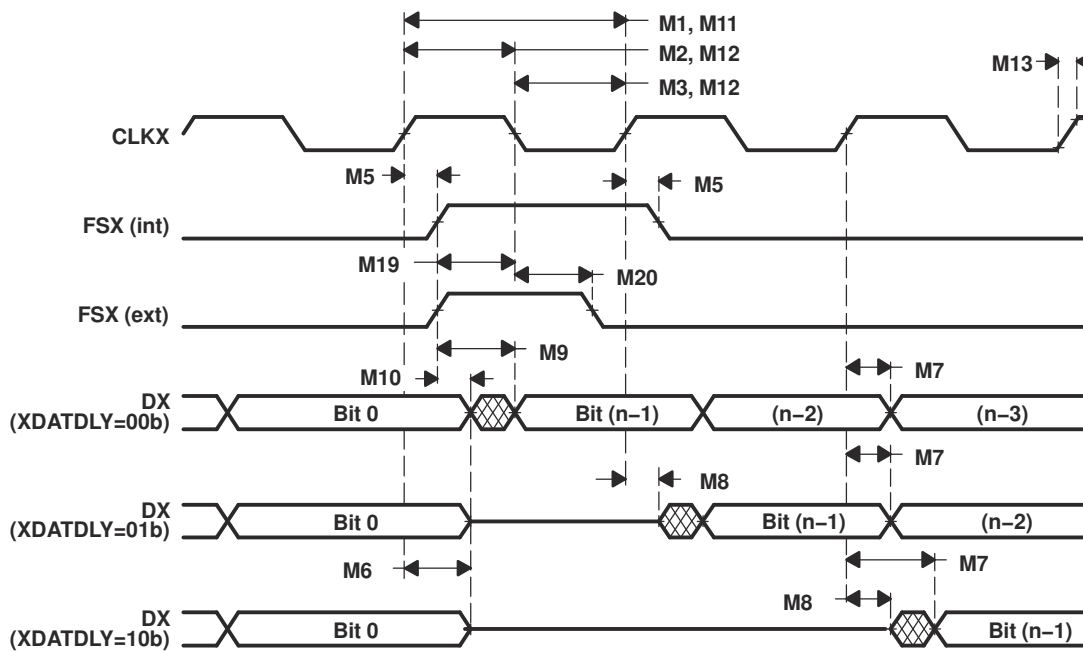 M1, M11
M2, M12
M13
M3, M12
CLKX
M5
M5
FSX (int)
M19
M20
FSX (ext)
M9
M10
M7
DX
(XDATDLY=00b)
Bit 0
Bit (n−1)
(n−2)
(n−3)
M7
M8
DX
(XDATDLY=01b)
Bit 0
Bit (n−1)
(n−2)
M6
M7
M8
DX
(XDATDLY=10b)
Bit 0
Bit (n−1)